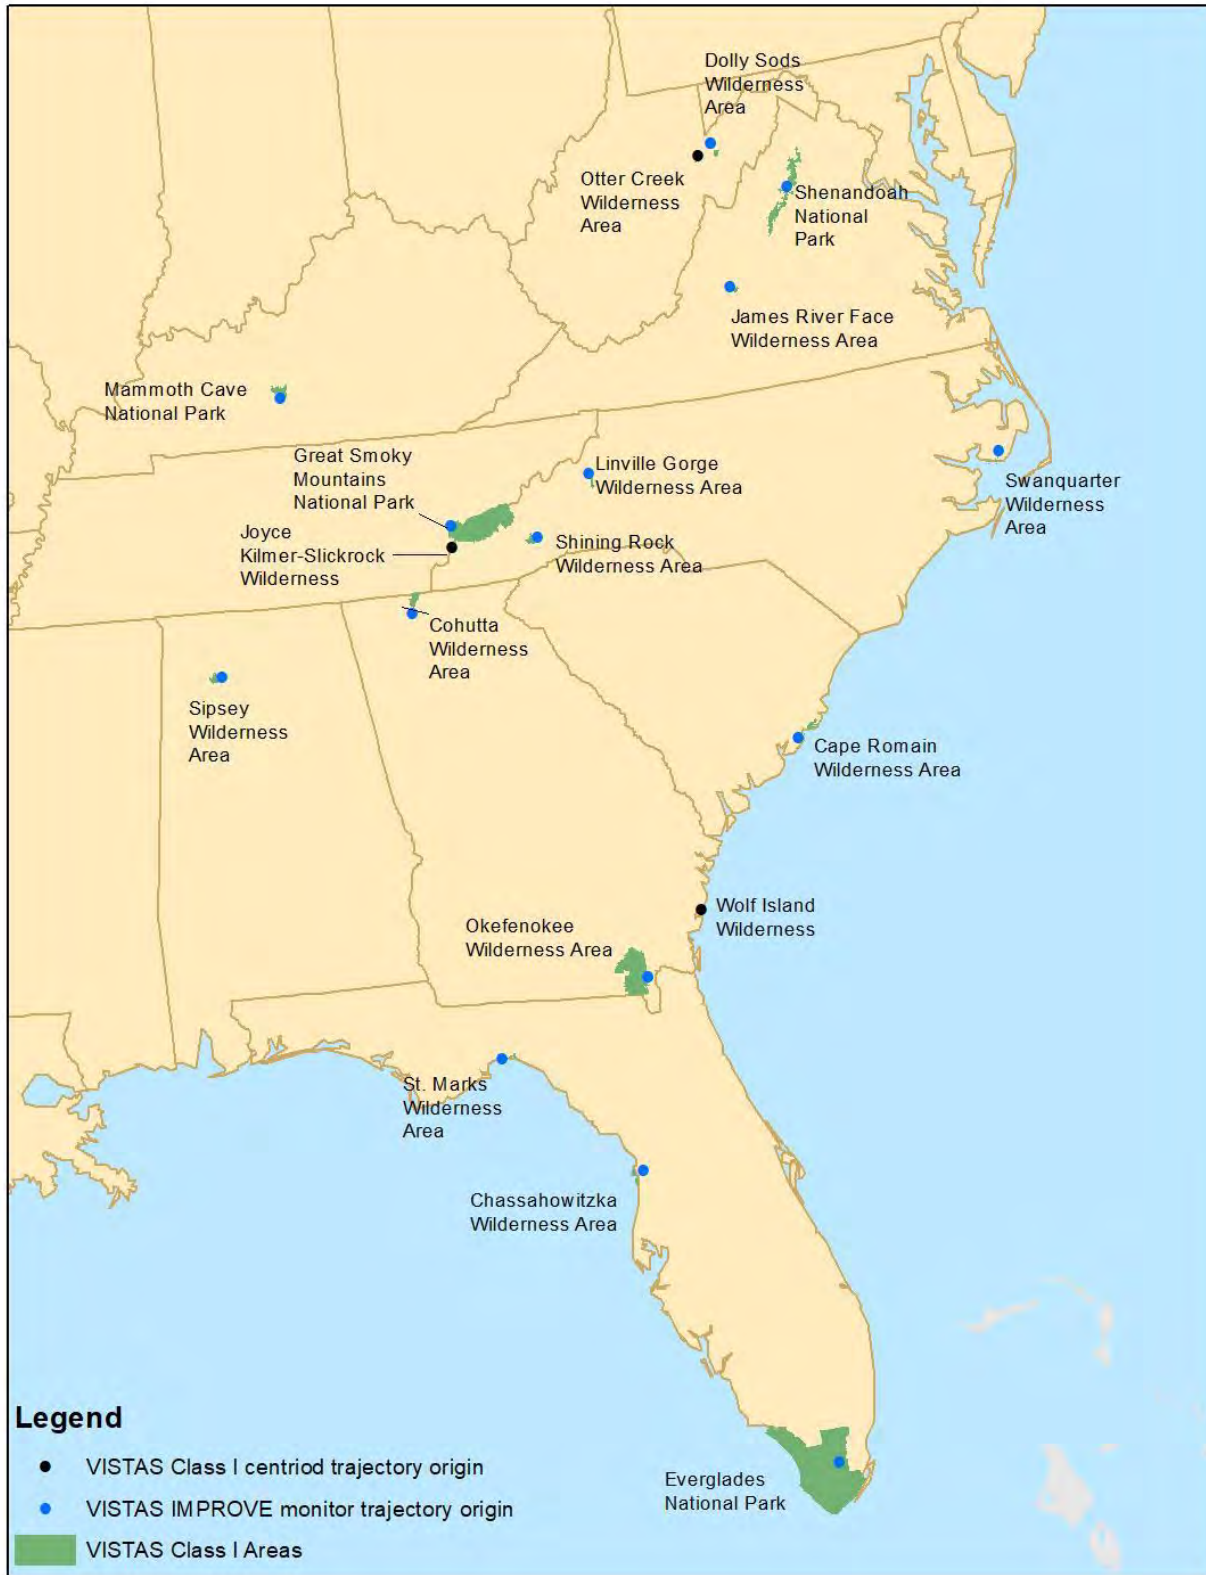 Dolly Sods
Wilderness
Area
Otter Creek
Wilderness
Area
Shenandoah
National
Park
James River Face
Wilderness Area
Mammoth Cave
National Park
Great Smoky
Mountains
National Park
Linville Gorge
Wilderness Area
Swanquarter
Wilderness
Area
Joyce
Kilmer-Slickrock
Wilderness
Shining Rock
Wilderness Area
Cohutta
Wilderness
Area
Sipsey
Wilderness
Area
Cape Romain
Wilderness Area
Wolf Island
Wilderness
Okefenokee
Wilderness Area
St. Marks
Wilderness
Area
Chassahowitzka
Wilderness Area
Everglades
National Park
Legend
VISTAS Class I centriod trajectory origin
VISTAS IMPROVE monitor trajectory origin
VISTAS Class I Areas